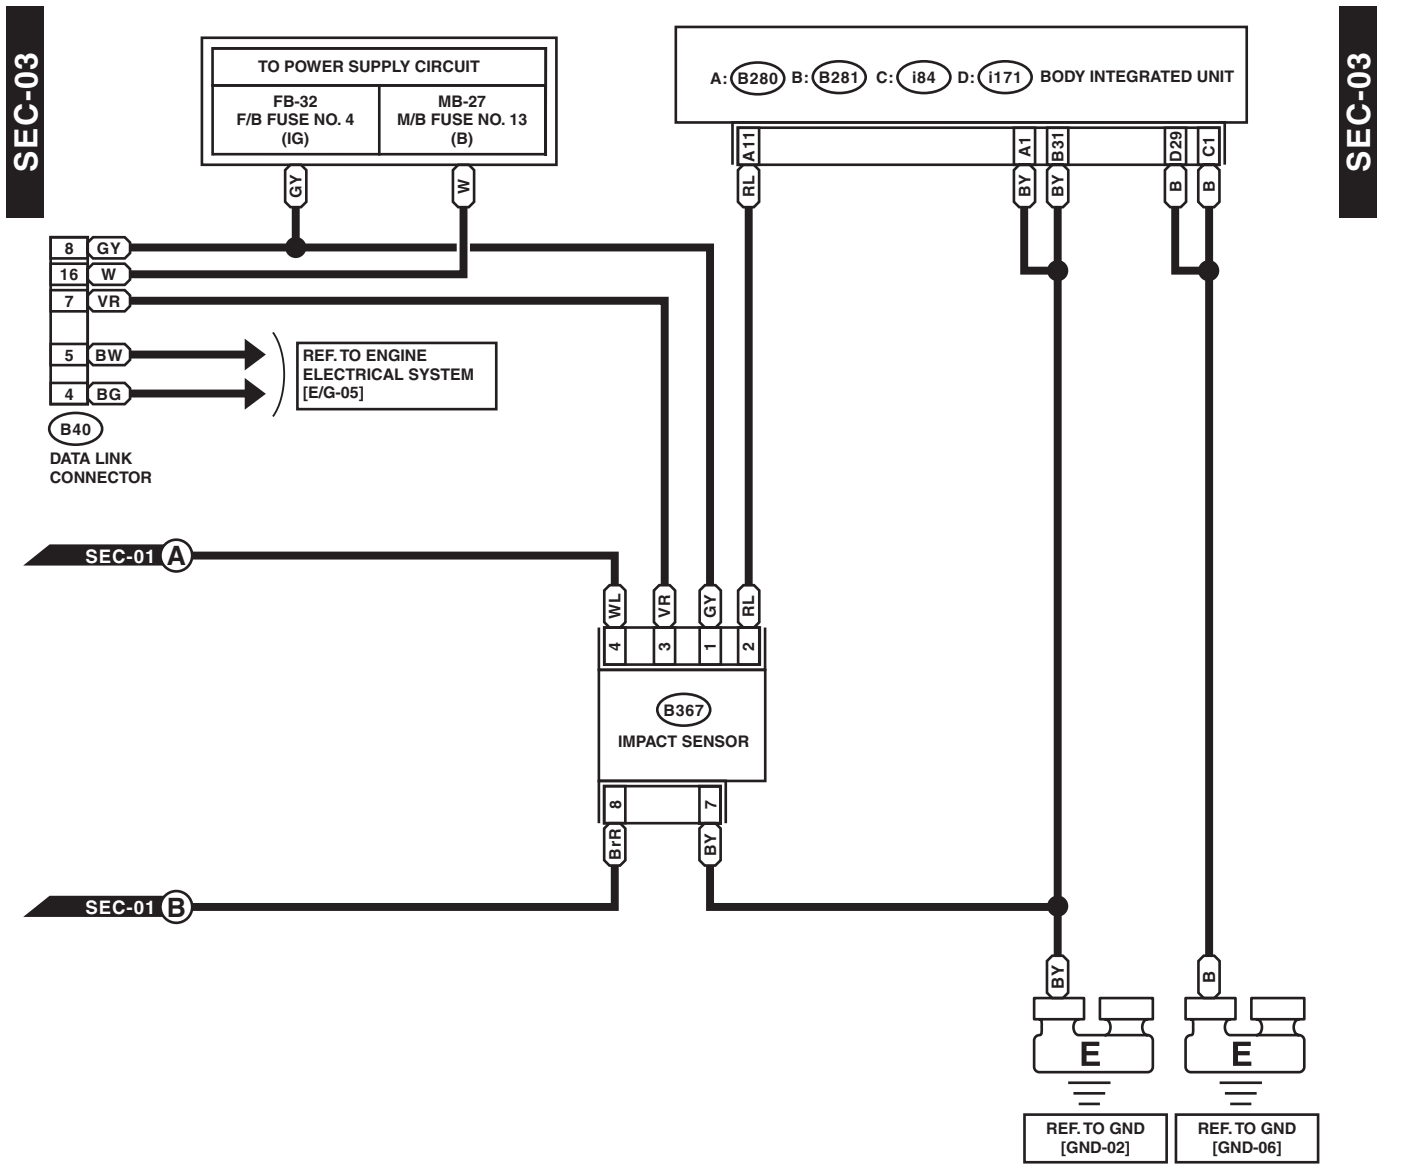 SEC-03
SEC-03
TO POWER SUPPLY CIRCUIT
FB-32
F/B FUSE NO. 4
(IG)
MB-27
M/B FUSE NO. 13
(B)
A: B280 B: B281 C: i84 D: i171 BODY INTEGRATED UNIT
A11
A1
B31
D29
C1
GY
W
RL
BY
BY
B
B
8 GY
16 W
7 VR
5 BW
4 BG
REF. TO ENGINE
ELECTRICAL SYSTEM
[E/G-05]
B40
DATA LINK
CONNECTOR
SEC-01 A
WL
VR
GY
RL
4
3
1
2
B367
IMPACT SENSOR
8
7
BrR
BY
SEC-01 B
BY
B
E
E
REF. TO GND
[GND-02]
REF. TO GND
[GND-06]